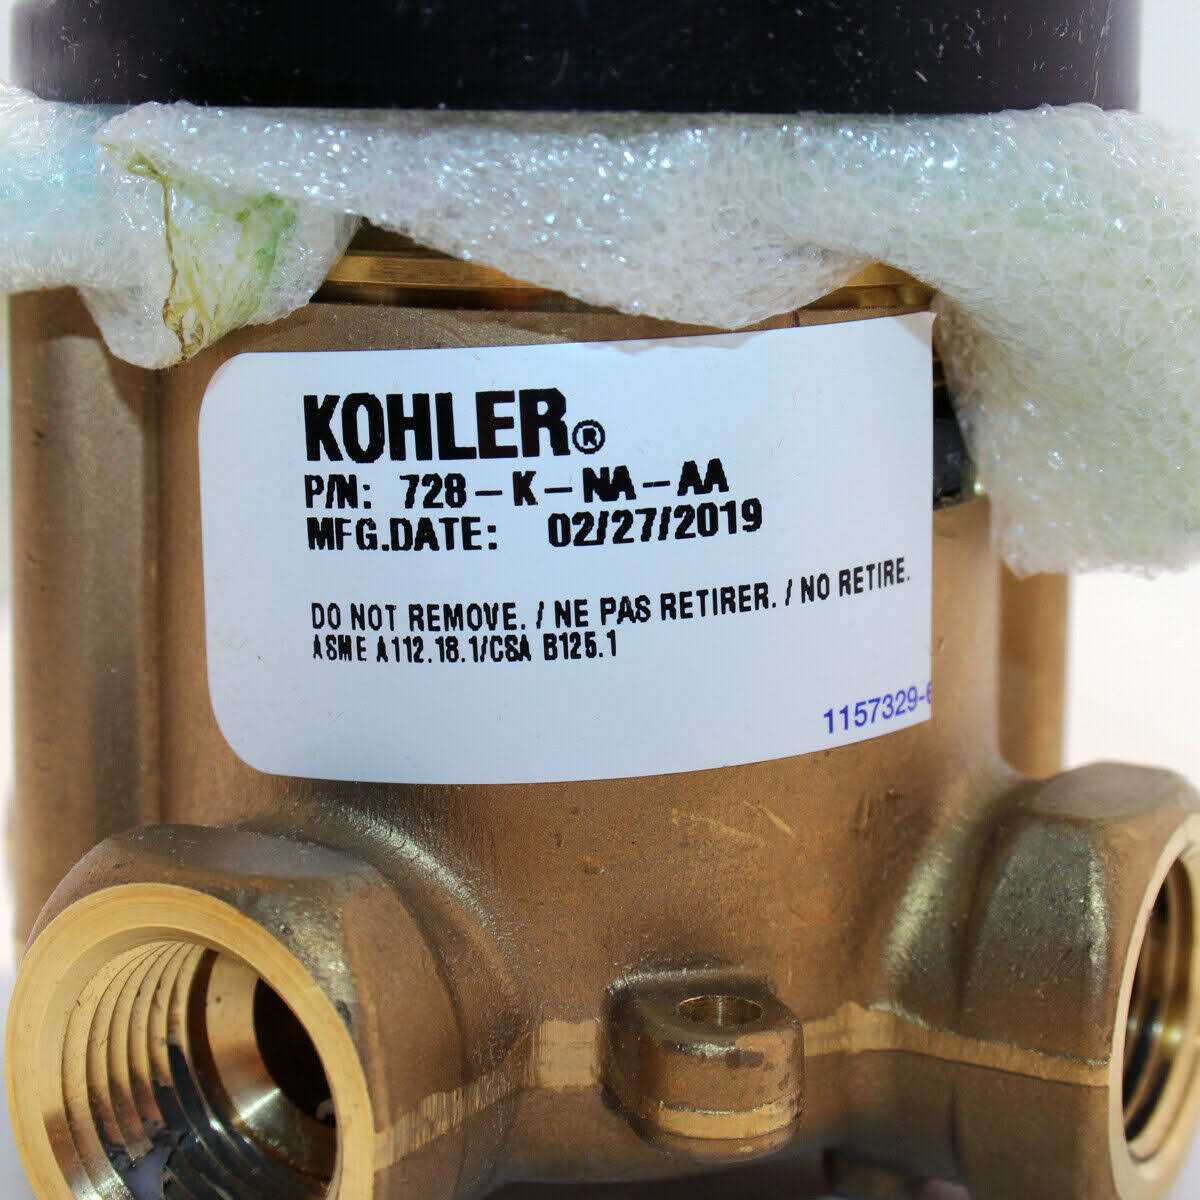 KOHLER®
P/N: 728-K-NA-AA
MFG.DATE: 02/27/2019
DO NOT REMOVE. / NE PAS RETIRER. / NO RETIRE.
ASME A112.18.1/CSA B125.1
1157329-